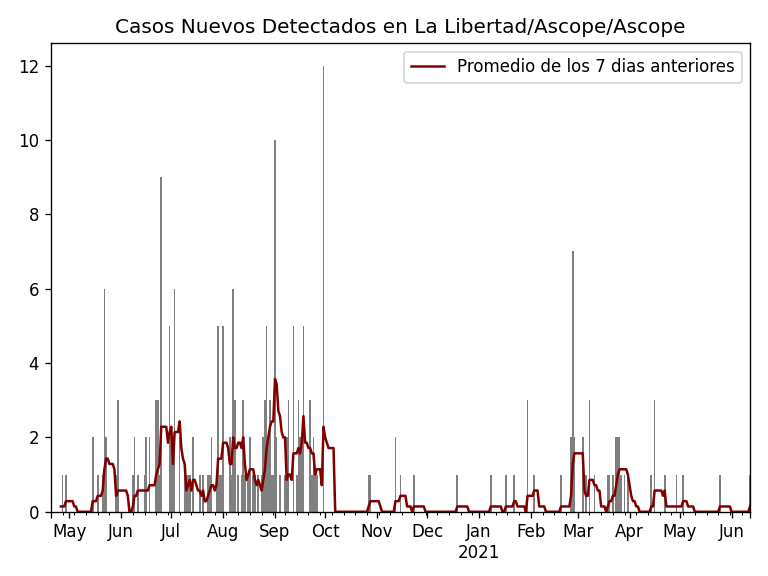 Casos Nuevos Detectados en La Libertad/Ascope/Ascope
Promedio de los 7 dias anteriores
12
10
8
6
4
2
0
May Jun Jul Aug Sep Oct Nov Dec Jan Feb Mar Apr May Jun
2021